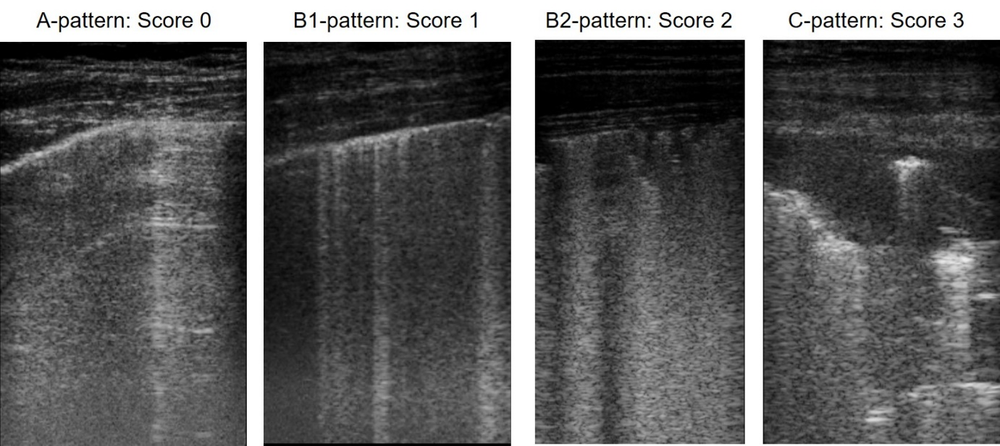 A-pattern: Score 0
B1-pattern: Score 1
B2-pattern: Score 2
C-pattern: Score 3